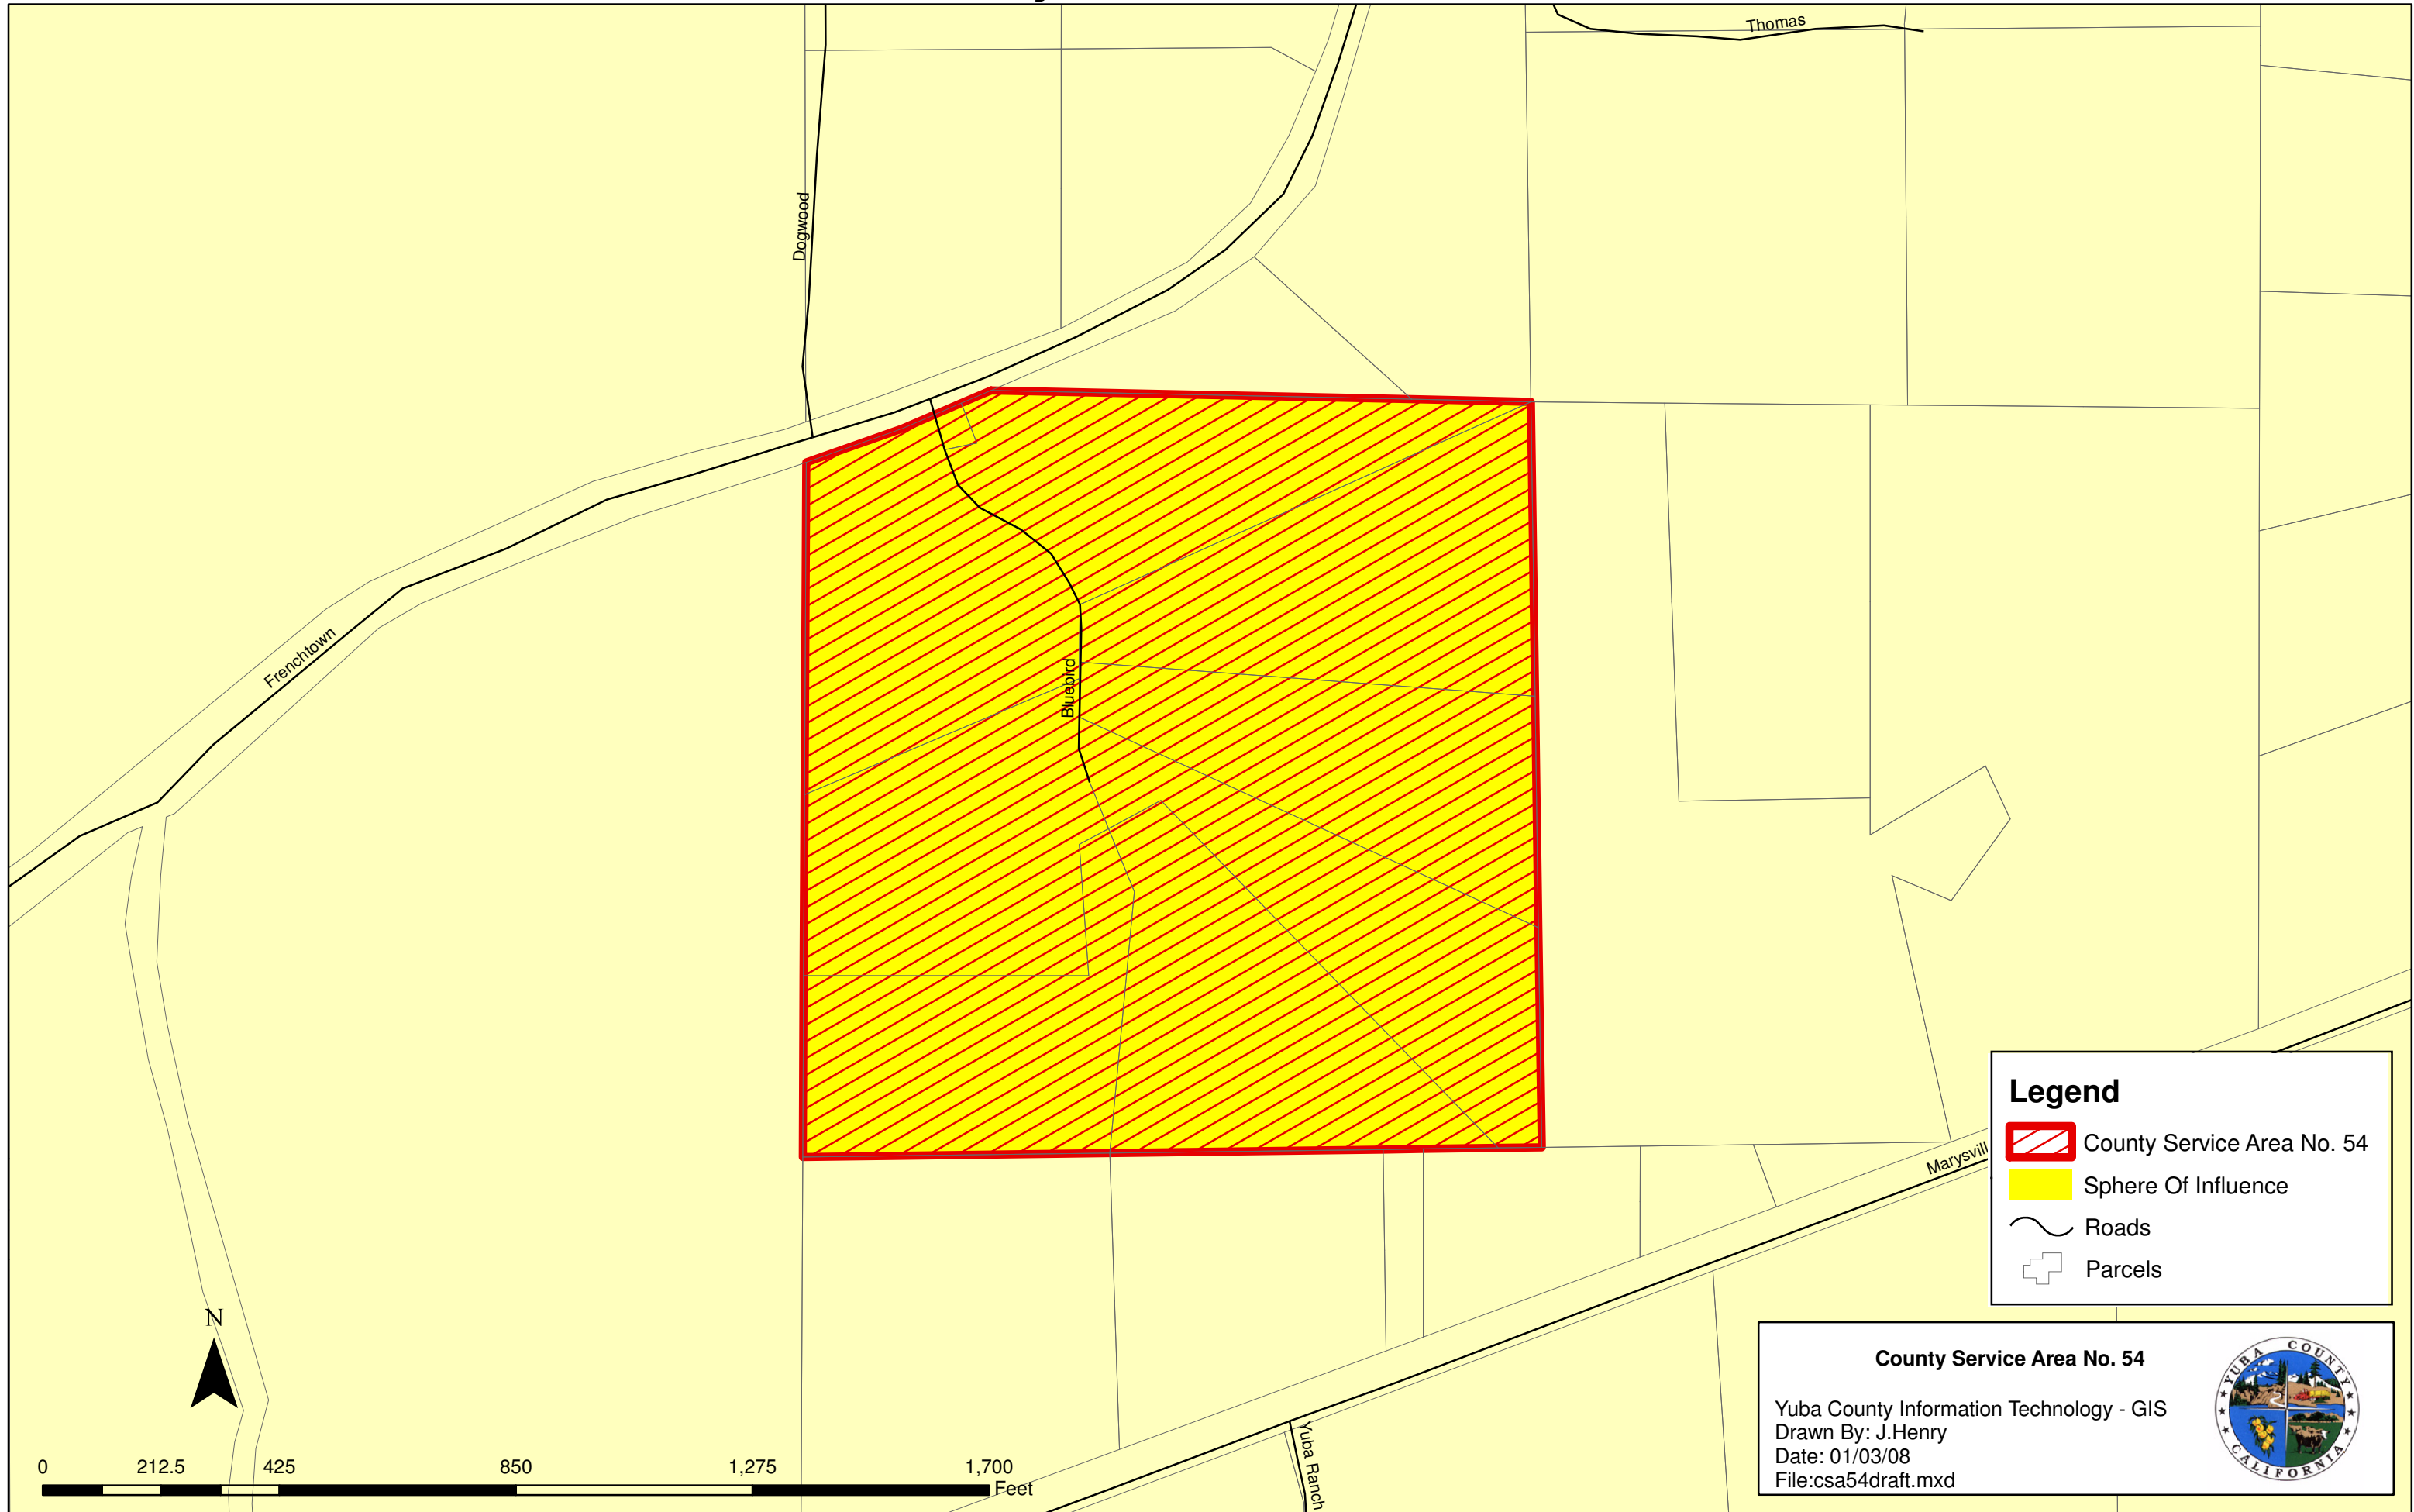 Thomas
Dogwood
Frenchtown
Bluebird
Marysvill
Yuba Ranch
N
0 212.5 425 850 1,275 1,700
Feet
Legend
County Service Area No. 54
Sphere Of Influence
Roads
Parcels
County Service Area No. 54
Yuba County Information Technology - GIS
Drawn By: J.Henry
Date: 01/03/08
File:csa54draft.mxd
YUBA COUNTY
CALIFORNIA